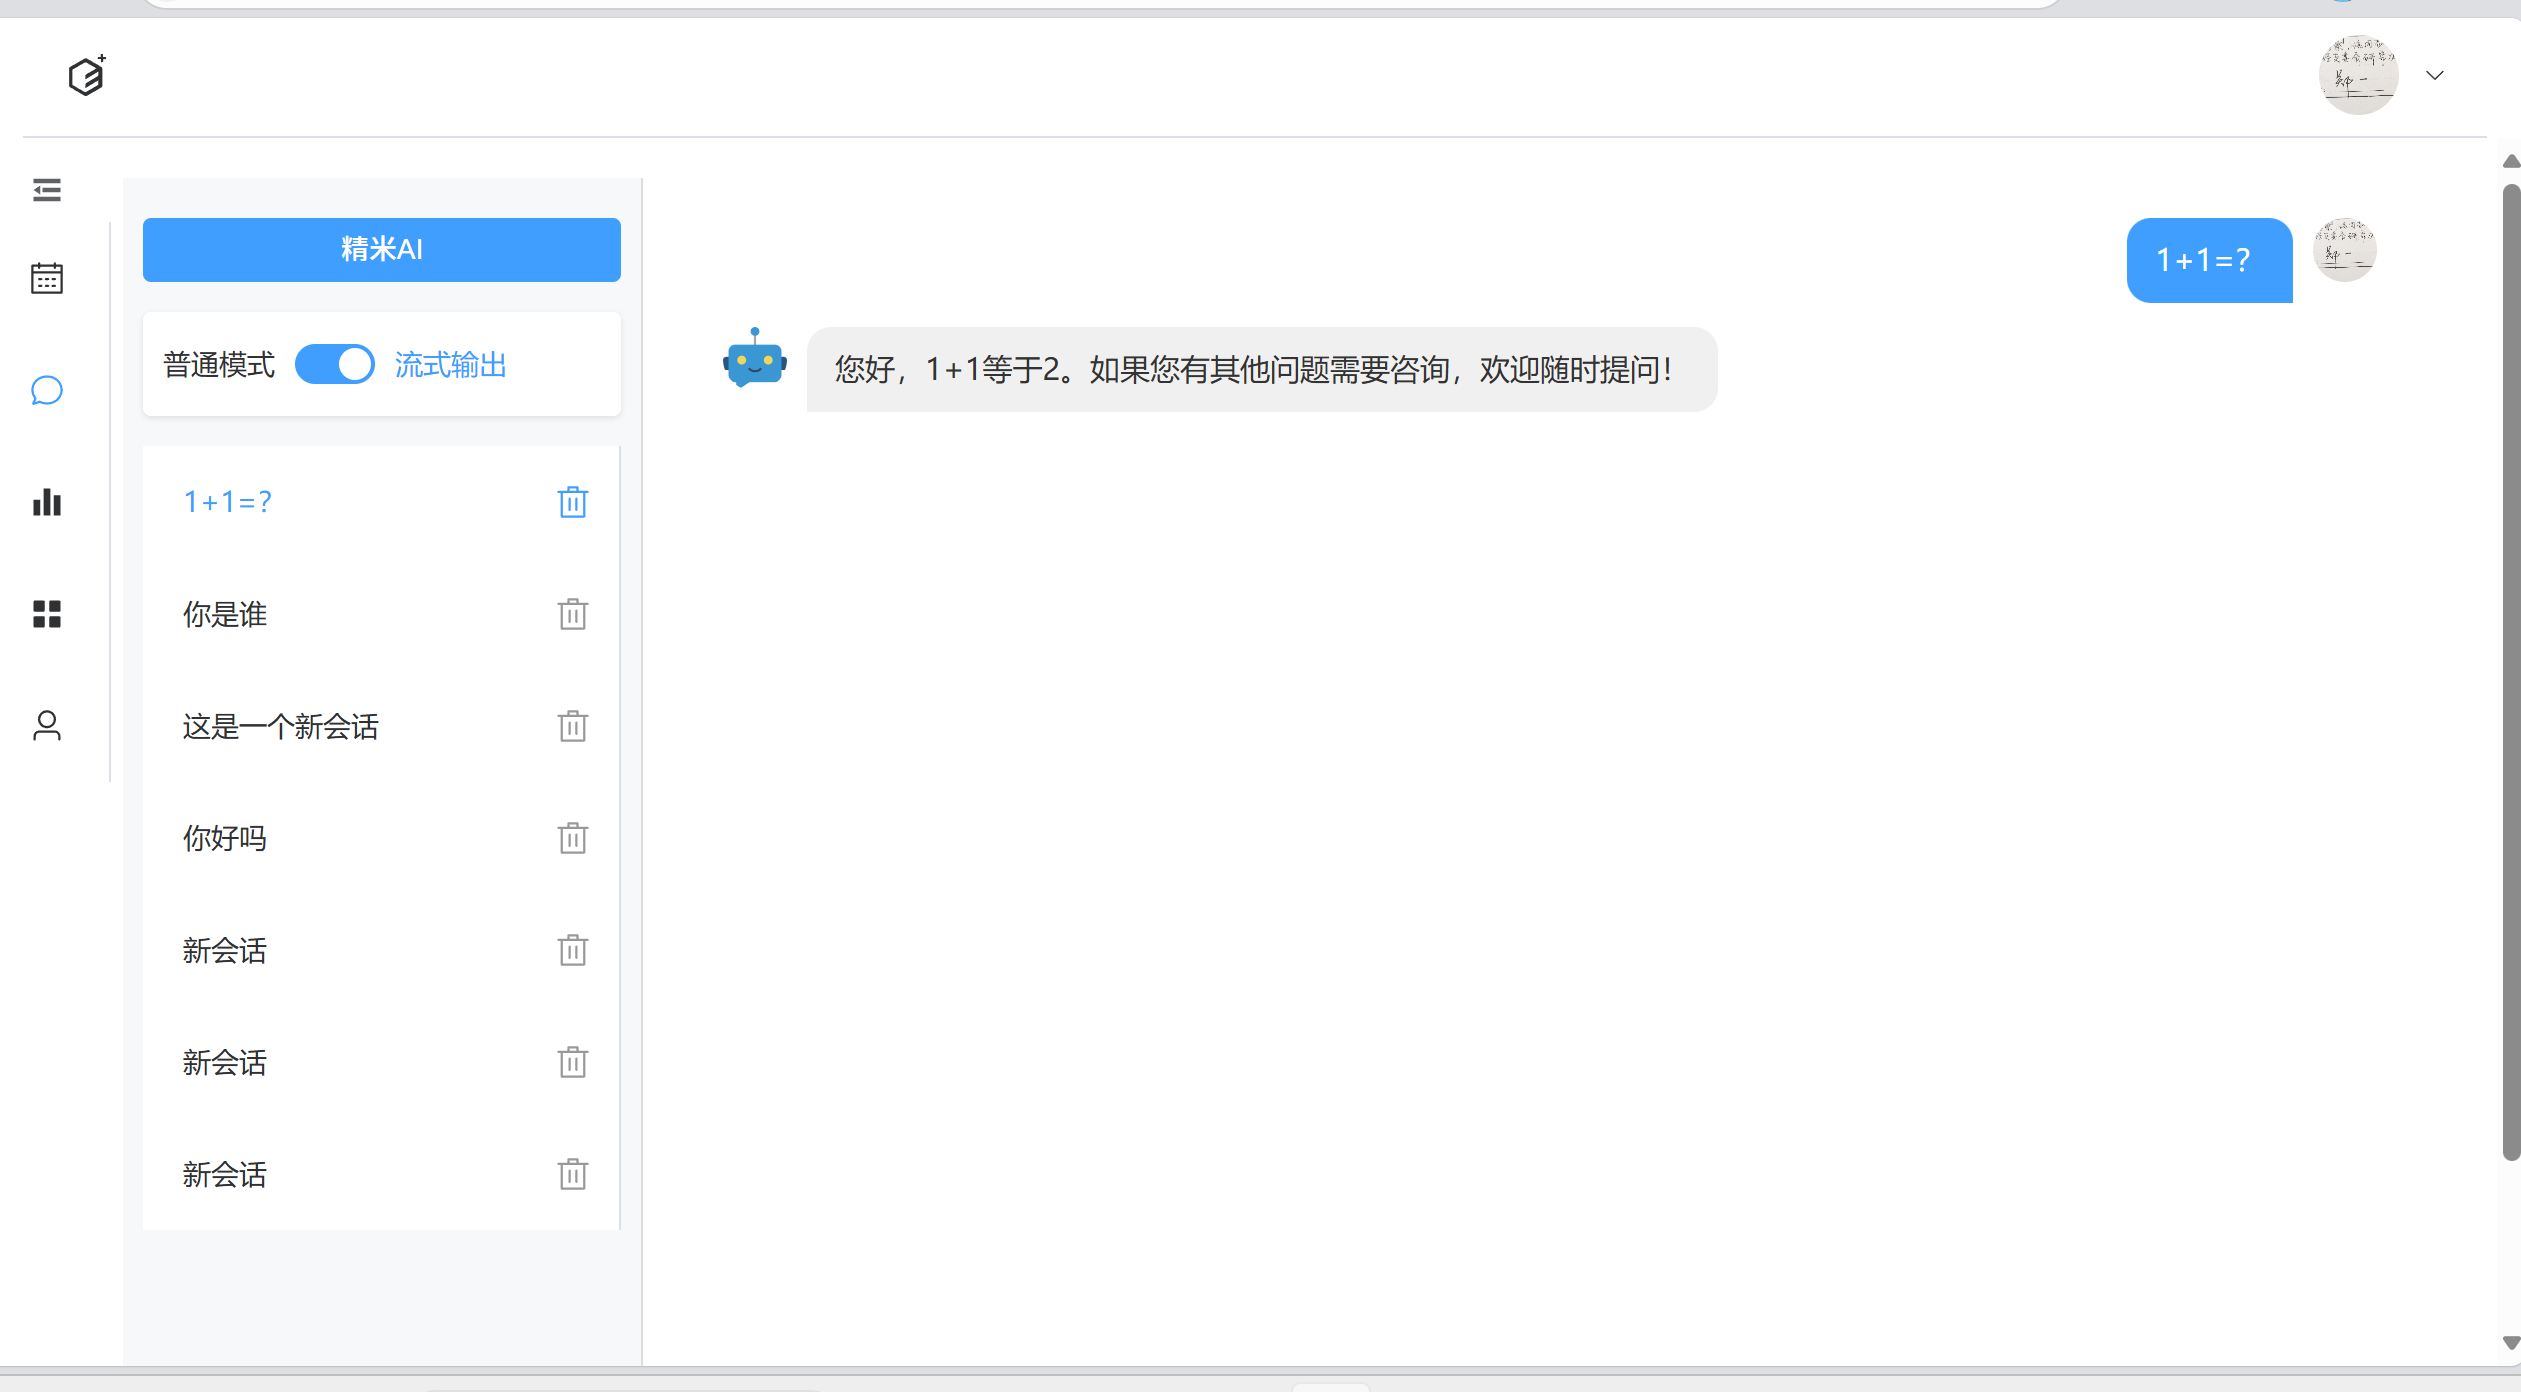 精米AI
普通模式 流式输出
1+1=?
你是谁
这是一个新会话
你好吗
新会话
新会话
新会话
1+1=?
您好，1+1等于2。如果您有其他问题需要咨询，欢迎随时提问！